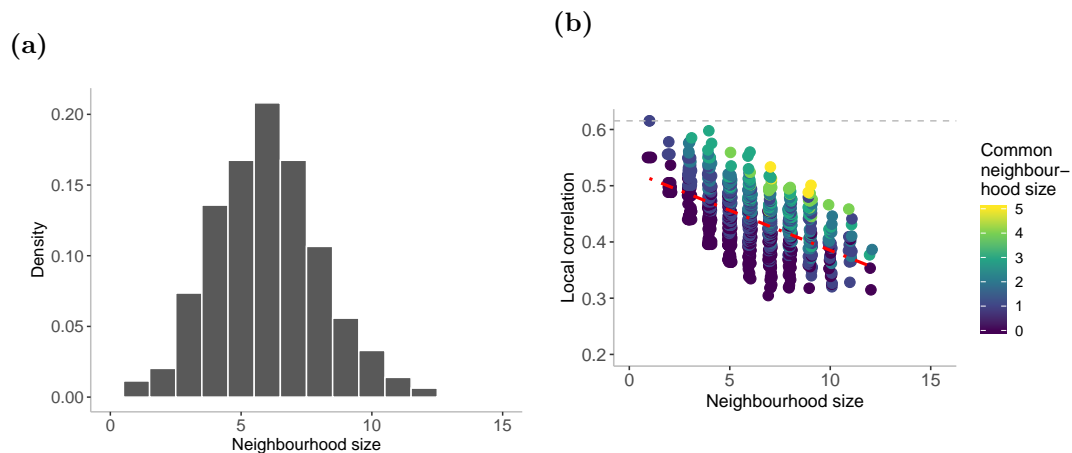 (a)
0.20
0.15
0.10
0.05
0.00
Density
0 5 10 15
Neighbourhood size
(b)
0.6
0.5
0.4
0.3
0.2
Local correlation
0 5 10 15
Neighbourhood size
Common
neighbour–
hood size
5
4
3
2
1
0